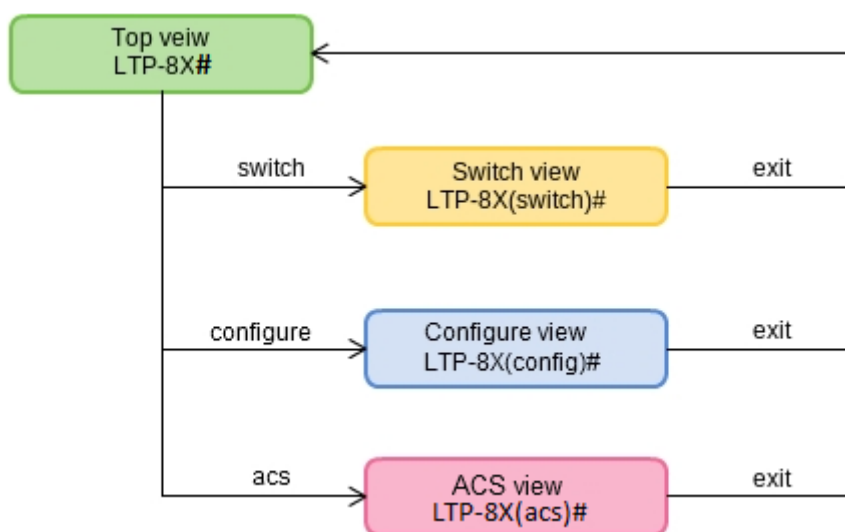 Top veiw
LTP-8X#
switch
Switch view
LTP-8X(switch)#
exit
configure
Configure view
LTP-8X(config)#
exit
acs
ACS view
LTP-8X(acs)#
exit